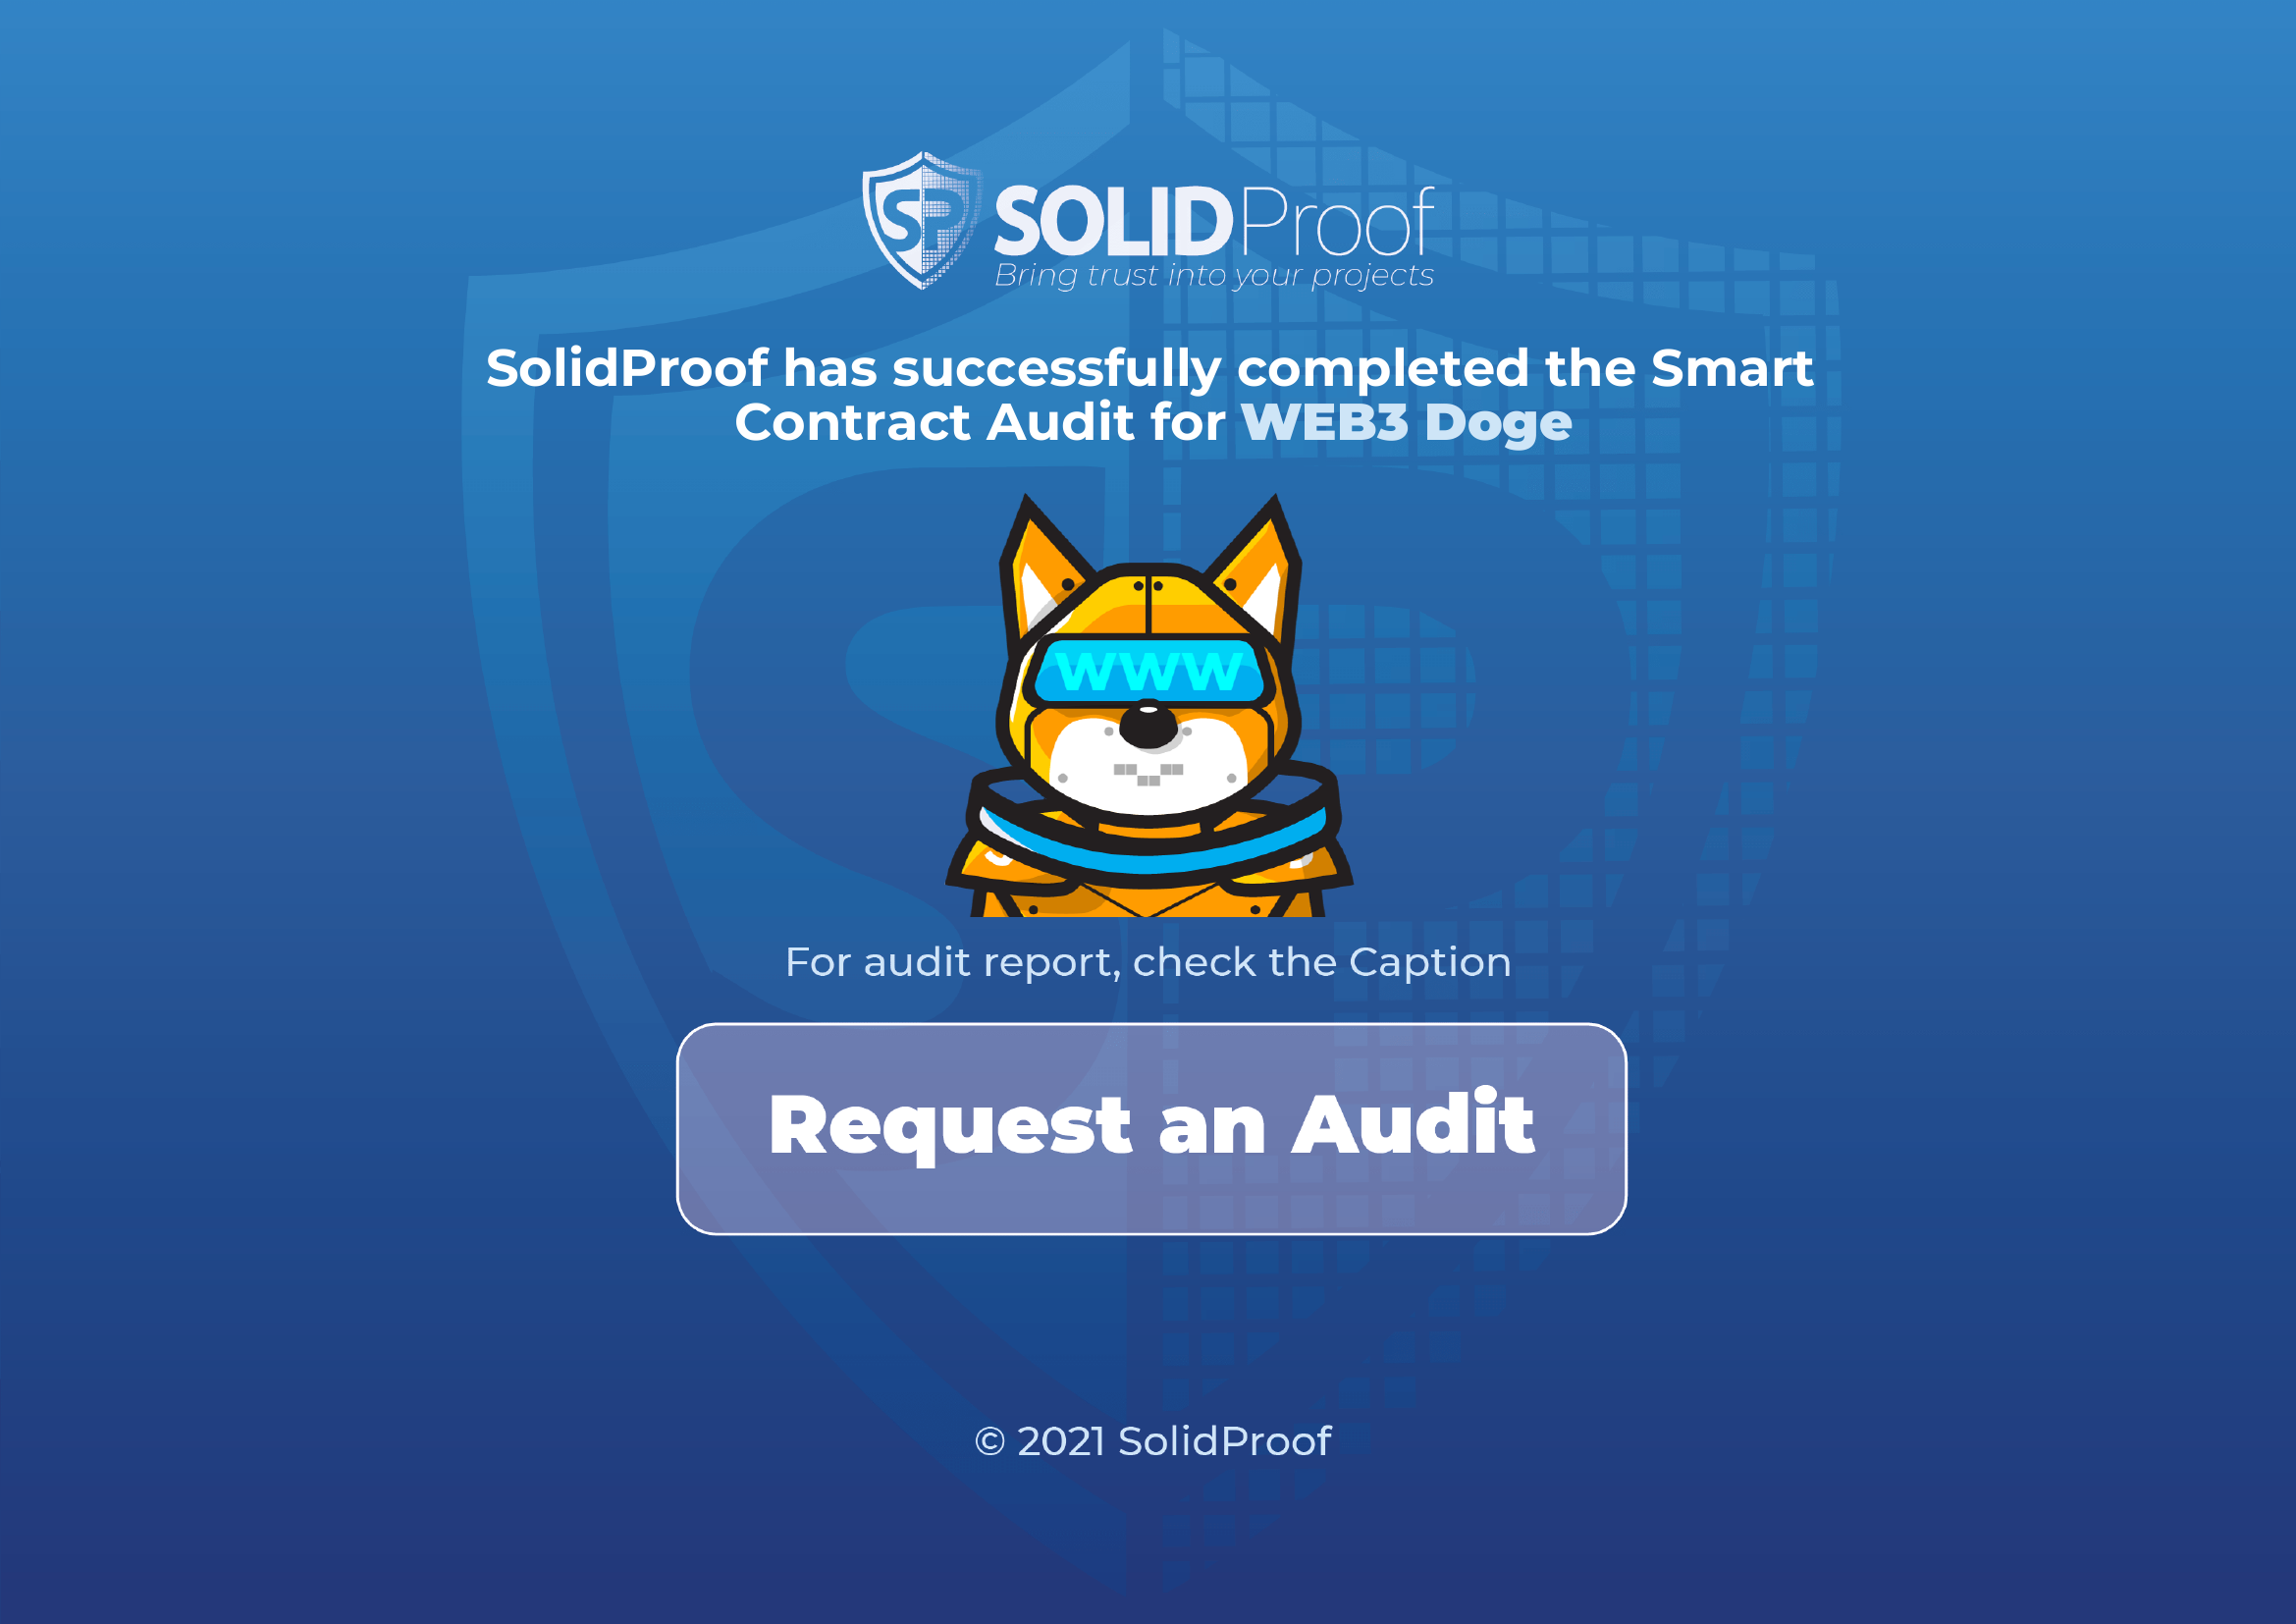 SP SOLIDProof
Bring trust into your projects
SolidProof has successfully completed the Smart
Contract Audit for WEB3 Doge
WWW
For audit report, check the Caption
Request an Audit
© 2021 SolidProof